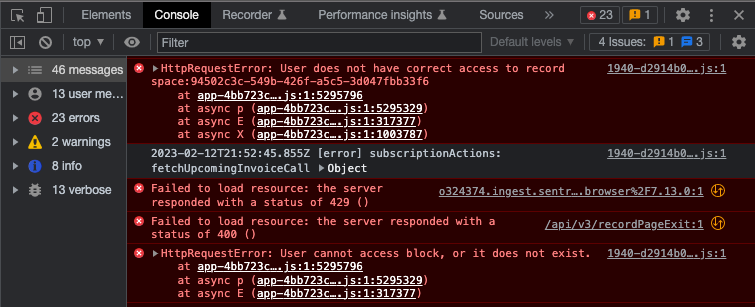 Elements Console Recorder Performance insights Sources » 23 1
top ▾ Filter Default levels ▾ 4 Issues: 1 3
46 messages
13 user me…
23 errors
2 warnings
8 info
13 verbose
▶HttpRequestError: User does not have correct access to record 1940-d2914b0….js:1
space:94502c3c-549b-426f-a5c5-3d047fbb33f6
at app-4bb723c….js:1:5295796
at async p (app-4bb723c….js:1:5295329)
at async E (app-4bb723c….js:1:317377)
at async X (app-4bb723c….js:1:1003787)
2023-02-12T21:52:45.855Z [error] subscriptionActions: 1940-d2914b0….js:1
fetchUpcomingInvoiceCall ▶Object
Failed to load resource: the server o324374.ingest.sentr….browser%2F7.13.0:1
responded with a status of 429 ()
Failed to load resource: the server responded with a /api/v3/recordPageExit:1
status of 400 ()
▶HttpRequestError: User cannot access block, or it does not exist. 1940-d2914b0….js:1
at app-4bb723c….js:1:5295796
at async p (app-4bb723c….js:1:5295329)
at async E (app-4bb723c….js:1:317377)